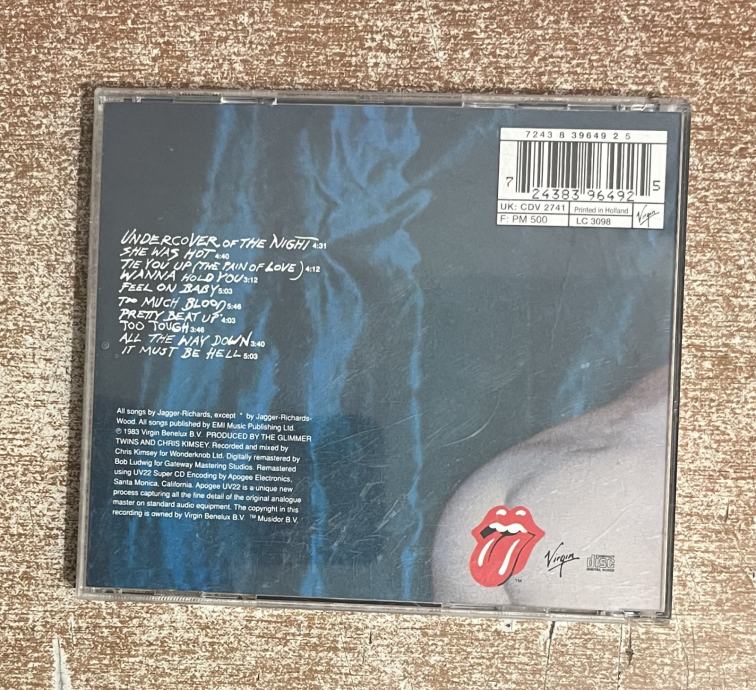 7243 8 39649 2 5
7 24383 96492 5
UK: CDV 2741
Printed in Holland
F: PM 500
LC 3098
Virgin
UNDERCOVER OF THE NIGHT 4:31
SHE WAS HOT 4:40
TIE YOU UP (THE PAIN OF LOVE) 4:12
WANNA HOLD YOU 3:12
FEEL ON BABY 5:03
TOO MUCH BLOOD 5:46
PRETTY BEAT UP* 4:03
TOO TOUGH 3:46
ALL THE WAY DOWN 3:40
IT MUST BE HELL 5:03
All songs by Jagger-Richards, except * by Jagger-Richards-
Wood. All songs published by EMI Music Publishing Ltd.
℗ 1983 Virgin Benelux B.V. PRODUCED BY THE GLIMMER
TWINS AND CHRIS KIMSEY. Recorded and mixed by
Chris Kimsey for Wonderknob Ltd. Digitally remastered by
Bob Ludwig for Gateway Mastering Studios. Remastered
using UV22 Super CD Encoding by Apogee Electronics,
Santa Monica, California. Apogee UV22 is a unique new
process capturing all the fine detail of the original analogue
master on standard audio equipment. The copyright in this
recording is owned by Virgin Benelux B.V. ™ Musidor B.V.
™
Virgin
COMPACT
disc
DIGITAL AUDIO